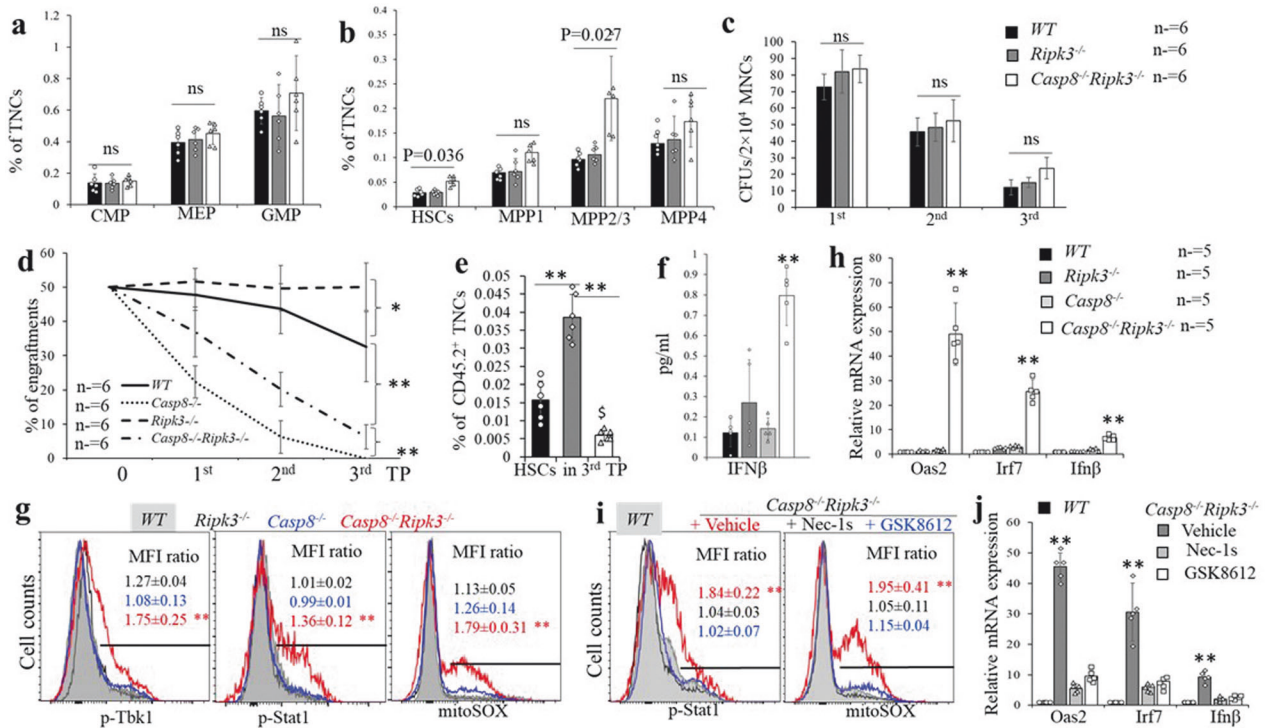 a
% of TNCs
1.2
1
0.8
0.6
0.4
0.2
0
ns
ns
ns
CMP
MEP
GMP
b
% of TNCs
0.4
0.35
0.3
0.25
0.2
0.15
0.1
0.05
0
P=0.036
ns
P=0.027
ns
HSCs
MPP1
MPP2/3
MPP4
c
CFUs/2×10⁴ MNCs
100
90
80
70
60
50
40
30
20
10
0
ns
ns
ns
1st
2nd
3rd
WT n-=6
Ripk3-/- n-=6
Casp8-/-Ripk3-/- n-=6
d
% of engraftments
60
50
40
30
20
10
0
n-=6 WT
n-=6 Casp8-/-
n-=6 Ripk3-/-
n-=6 Casp8-/-Ripk3-/-
*
**
**
0 1st 2nd 3rd TP
e
% of CD45.2+ TNCs
0.05
0.045
0.04
0.035
0.03
0.025
0.02
0.015
0.01
0.005
0
**
**
$
HSCs in 3rd TP
f
pg/ml
1
0.9
0.8
0.7
0.6
0.5
0.4
0.3
0.2
0.1
0
**
IFNβ
WT n-=5
Ripk3-/- n-=5
Casp8-/- n-=5
Casp8-/-Ripk3-/- n-=5
h
Relative mRNA expression
80
70
60
50
40
30
20
10
0
**
**
**
Oas2
Irf7
Ifnβ
g
WT Ripk3-/- Casp8-/- Casp8-/-Ripk3-/-
Cell counts
MFI ratio
1.27±0.04
1.08±0.13
1.75±0.25 **
p-Tbk1
MFI ratio
1.01±0.02
0.99±0.01
1.36±0.12 **
p-Stat1
MFI ratio
1.13±0.05
1.26±0.14
1.79±0.0.31 **
mitoSOX
i
Casp8-/-Ripk3-/-
WT + Vehicle + Nec-1s + GSK8612
Cell counts
MFI ratio
1.84±0.22 **
1.04±0.03
1.02±0.07
p-Stat1
MFI ratio
1.95±0.41 **
1.05±0.11
1.15±0.04
mitoSOX
j
WT
Casp8-/-Ripk3-/-
Vehicle
Nec-1s
GSK8612
Relative mRNA expression
60
50
40
30
20
10
0
**
**
**
Oas2
Irf7
Ifnβ